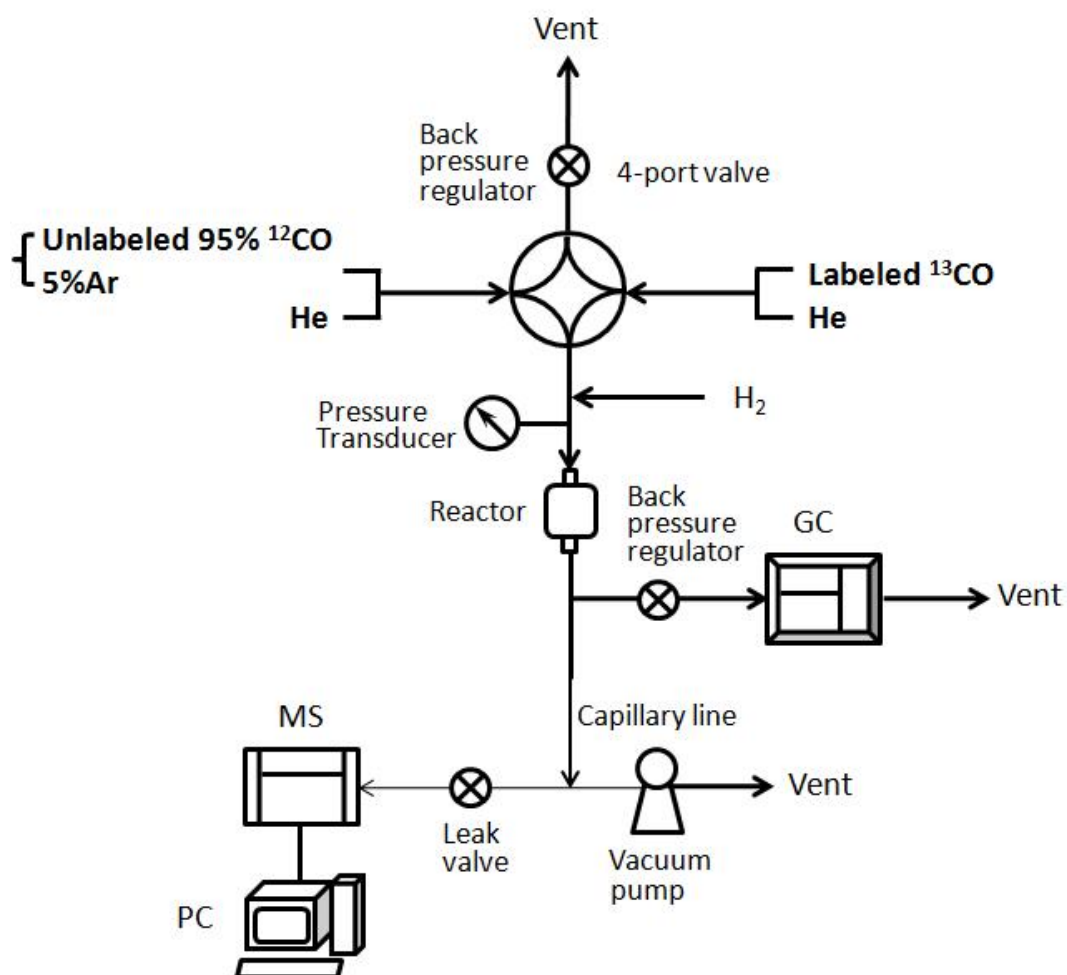 Vent
Back
pressure
regulator
4-port valve
Unlabeled 95% ¹²CO
5%Ar
He
Labeled ¹³CO
He
H₂
Pressure
Transducer
Reactor
Back
pressure
regulator
GC
Vent
Capillary line
MS
Vent
Leak
valve
Vacuum
pump
PC